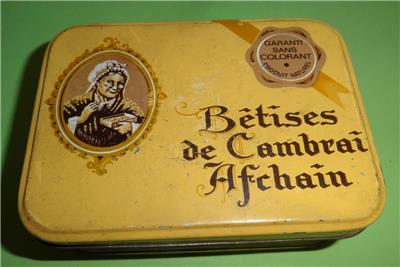 GARANTI
SANS
COLORANT
PRODUIT NATUREL
Bêtises
de Cambrai
Afchain